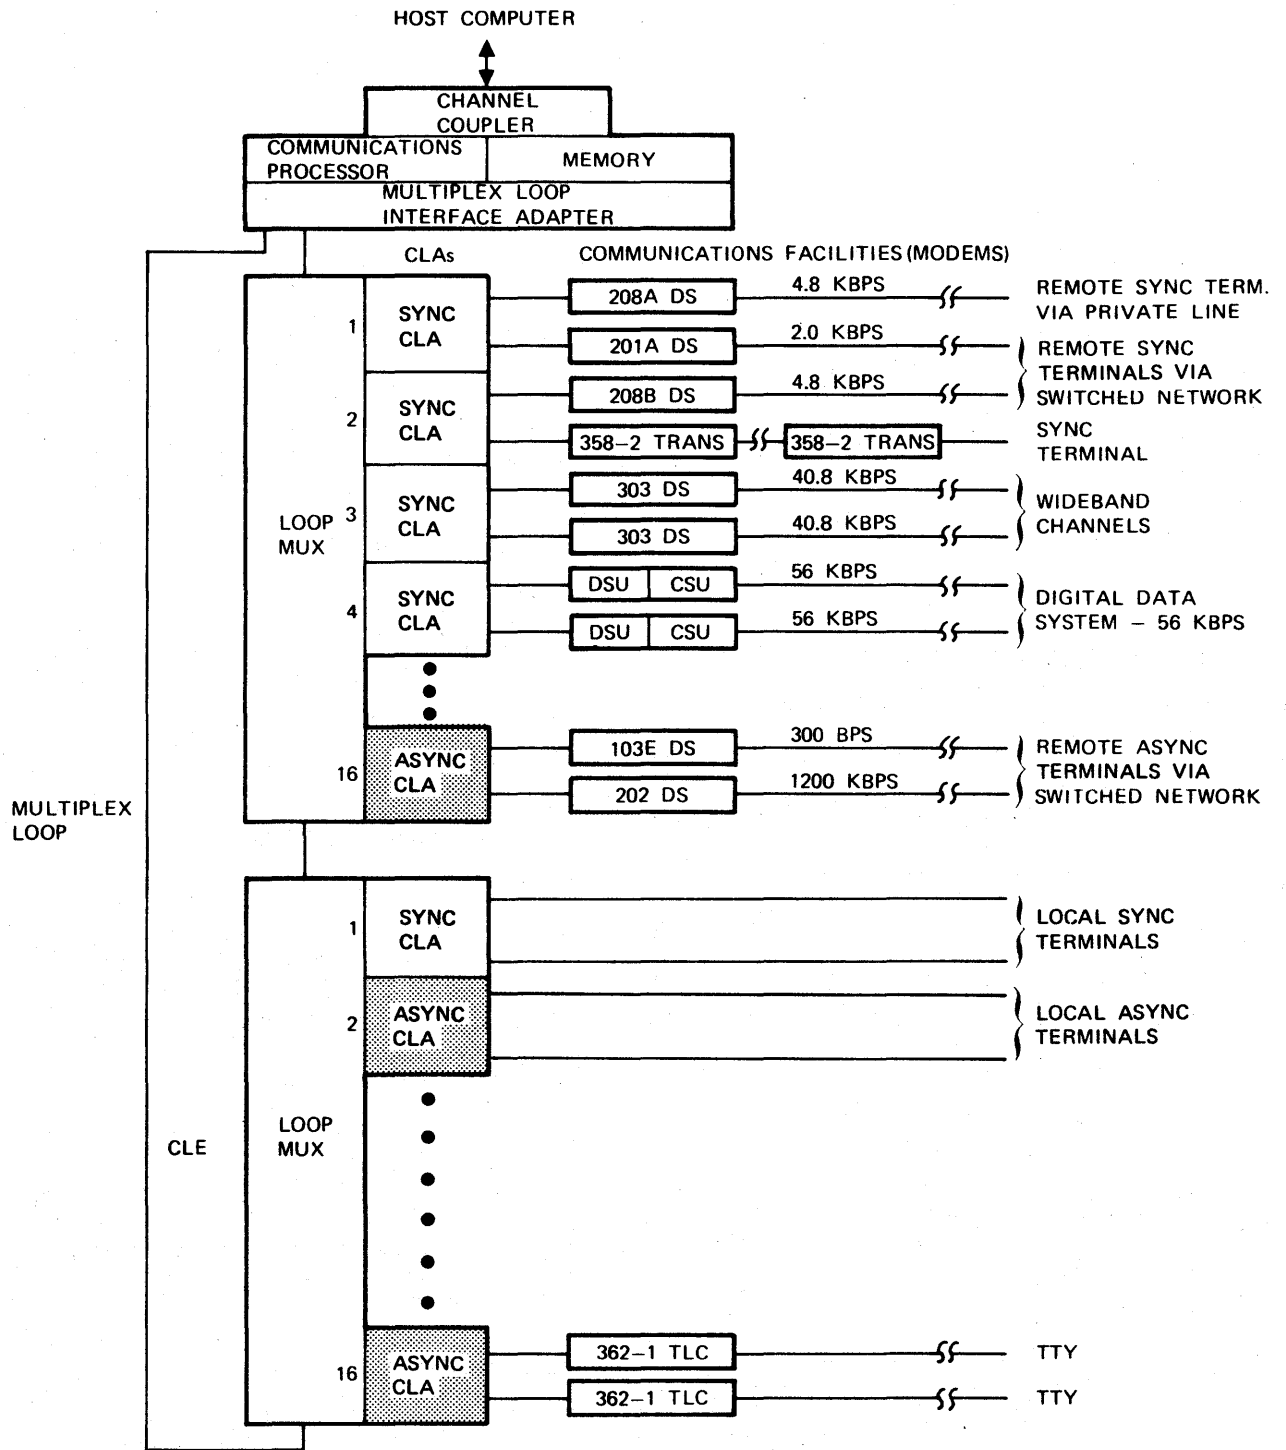 HOST COMPUTER
CHANNEL
COUPLER
COMMUNICATIONS
PROCESSOR
MEMORY
MULTIPLEX LOOP
INTERFACE ADAPTER
CLAs
COMMUNICATIONS FACILITIES (MODEMS)
1
SYNC
CLA
208A DS
4.8 KBPS
REMOTE SYNC TERM.
VIA PRIVATE LINE
201A DS
2.0 KBPS
REMOTE SYNC
TERMINALS VIA
SWITCHED NETWORK
2
SYNC
CLA
208B DS
4.8 KBPS
358-2 TRANS
358-2 TRANS
SYNC
TERMINAL
LOOP
MUX
3
SYNC
CLA
303 DS
40.8 KBPS
303 DS
40.8 KBPS
WIDEBAND
CHANNELS
4
SYNC
CLA
DSU
CSU
56 KBPS
DSU
CSU
56 KBPS
DIGITAL DATA
SYSTEM – 56 KBPS
16
ASYNC
CLA
103E DS
300 BPS
202 DS
1200 KBPS
REMOTE ASYNC
TERMINALS VIA
SWITCHED NETWORK
MULTIPLEX
LOOP
1
SYNC
CLA
LOCAL SYNC
TERMINALS
2
ASYNC
CLA
LOCAL ASYNC
TERMINALS
CLE
LOOP
MUX
16
ASYNC
CLA
362-1 TLC
TTY
362-1 TLC
TTY